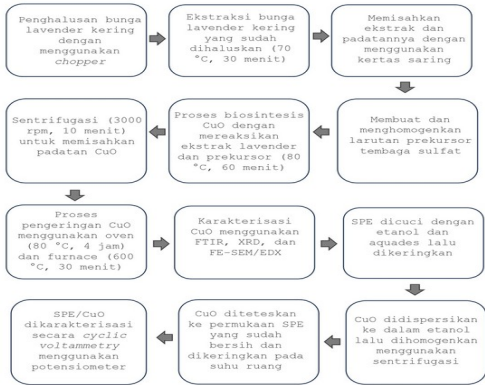 Penghalusan bunga
lavender kering
dengan
menggunakan
chopper
Ekstraksi bunga
lavender kering
yang sudah
dihaluskan (70
°C, 30 menit)
Memisahkan
ekstrak dan
padatannya dengan
menggunakan
kertas saring
Membuat dan
menghomogenkan
larutan prekursor
tembaga sulfat
Proses biosintesis
CuO dengan
mereaksikan
ekstrak lavender
dan prekursor (80
°C, 60 menit)
Sentrifugasi (3000
rpm, 10 menit)
untuk memisahkan
padatan CuO
Proses
pengeringan CuO
menggunakan oven
(80 °C, 4 jam)
dan furnace (600
°C, 30 menit)
Karakterisasi
CuO menggunakan
FTIR, XRD, dan
FE-SEM/EDX
SPE dicuci dengan
etanol dan
aquades lalu
dikeringkan
CuO didispersikan
ke dalam etanol
lalu dihomogenkan
menggunakan
sentrifugasi
CuO diteteskan
ke permukaan SPE
yang sudah
bersih dan
dikeringkan pada
suhu ruang
SPE/CuO
dikarakterisasi
secara cyclic
voltammetry
menggunakan
potensiometer